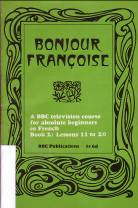 BONJOUR
FRANÇOISE
A BBC television course
for absolute beginners
in French
Book 2: Lessons 11 to 20
BBC Publications